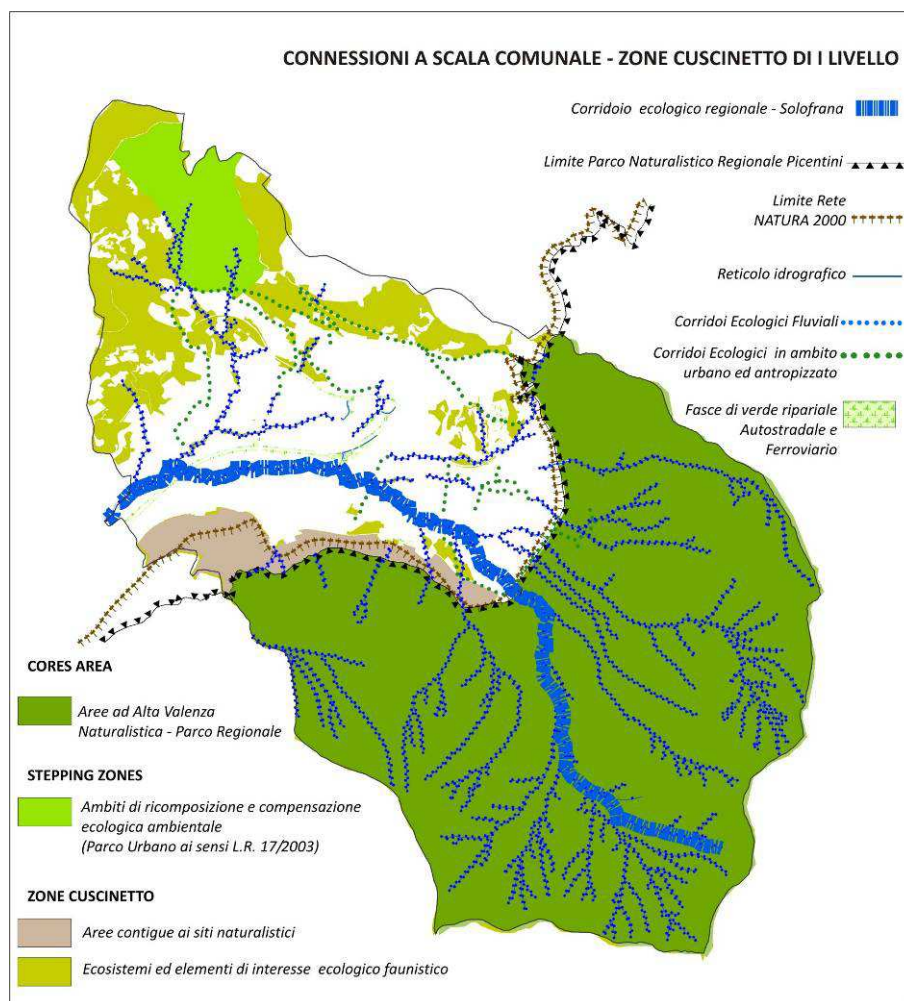 CONNESSIONI A SCALA COMUNALE - ZONE CUSCINETTO DI I LIVELLO
Corridoio ecologico regionale - Solofrana
Limite Parco Naturalistico Regionale Picentini
Limite Rete
NATURA 2000
Reticolo idrografico
Corridoi Ecologici Fluviali
Corridoi Ecologici in ambito
urbano ed antropizzato
Fasce di verde ripariale
Autostradale e
Ferroviario
CORES AREA
Aree ad Alta Valenza
Naturalistica - Parco Regionale
STEPPING ZONES
Ambiti di ricomposizione e compensazione
ecologica ambientale
(Parco Urbano ai sensi L.R. 17/2003)
ZONE CUSCINETTO
Aree contigue ai siti naturalistici
Ecosistemi ed elementi di interesse ecologico faunistico